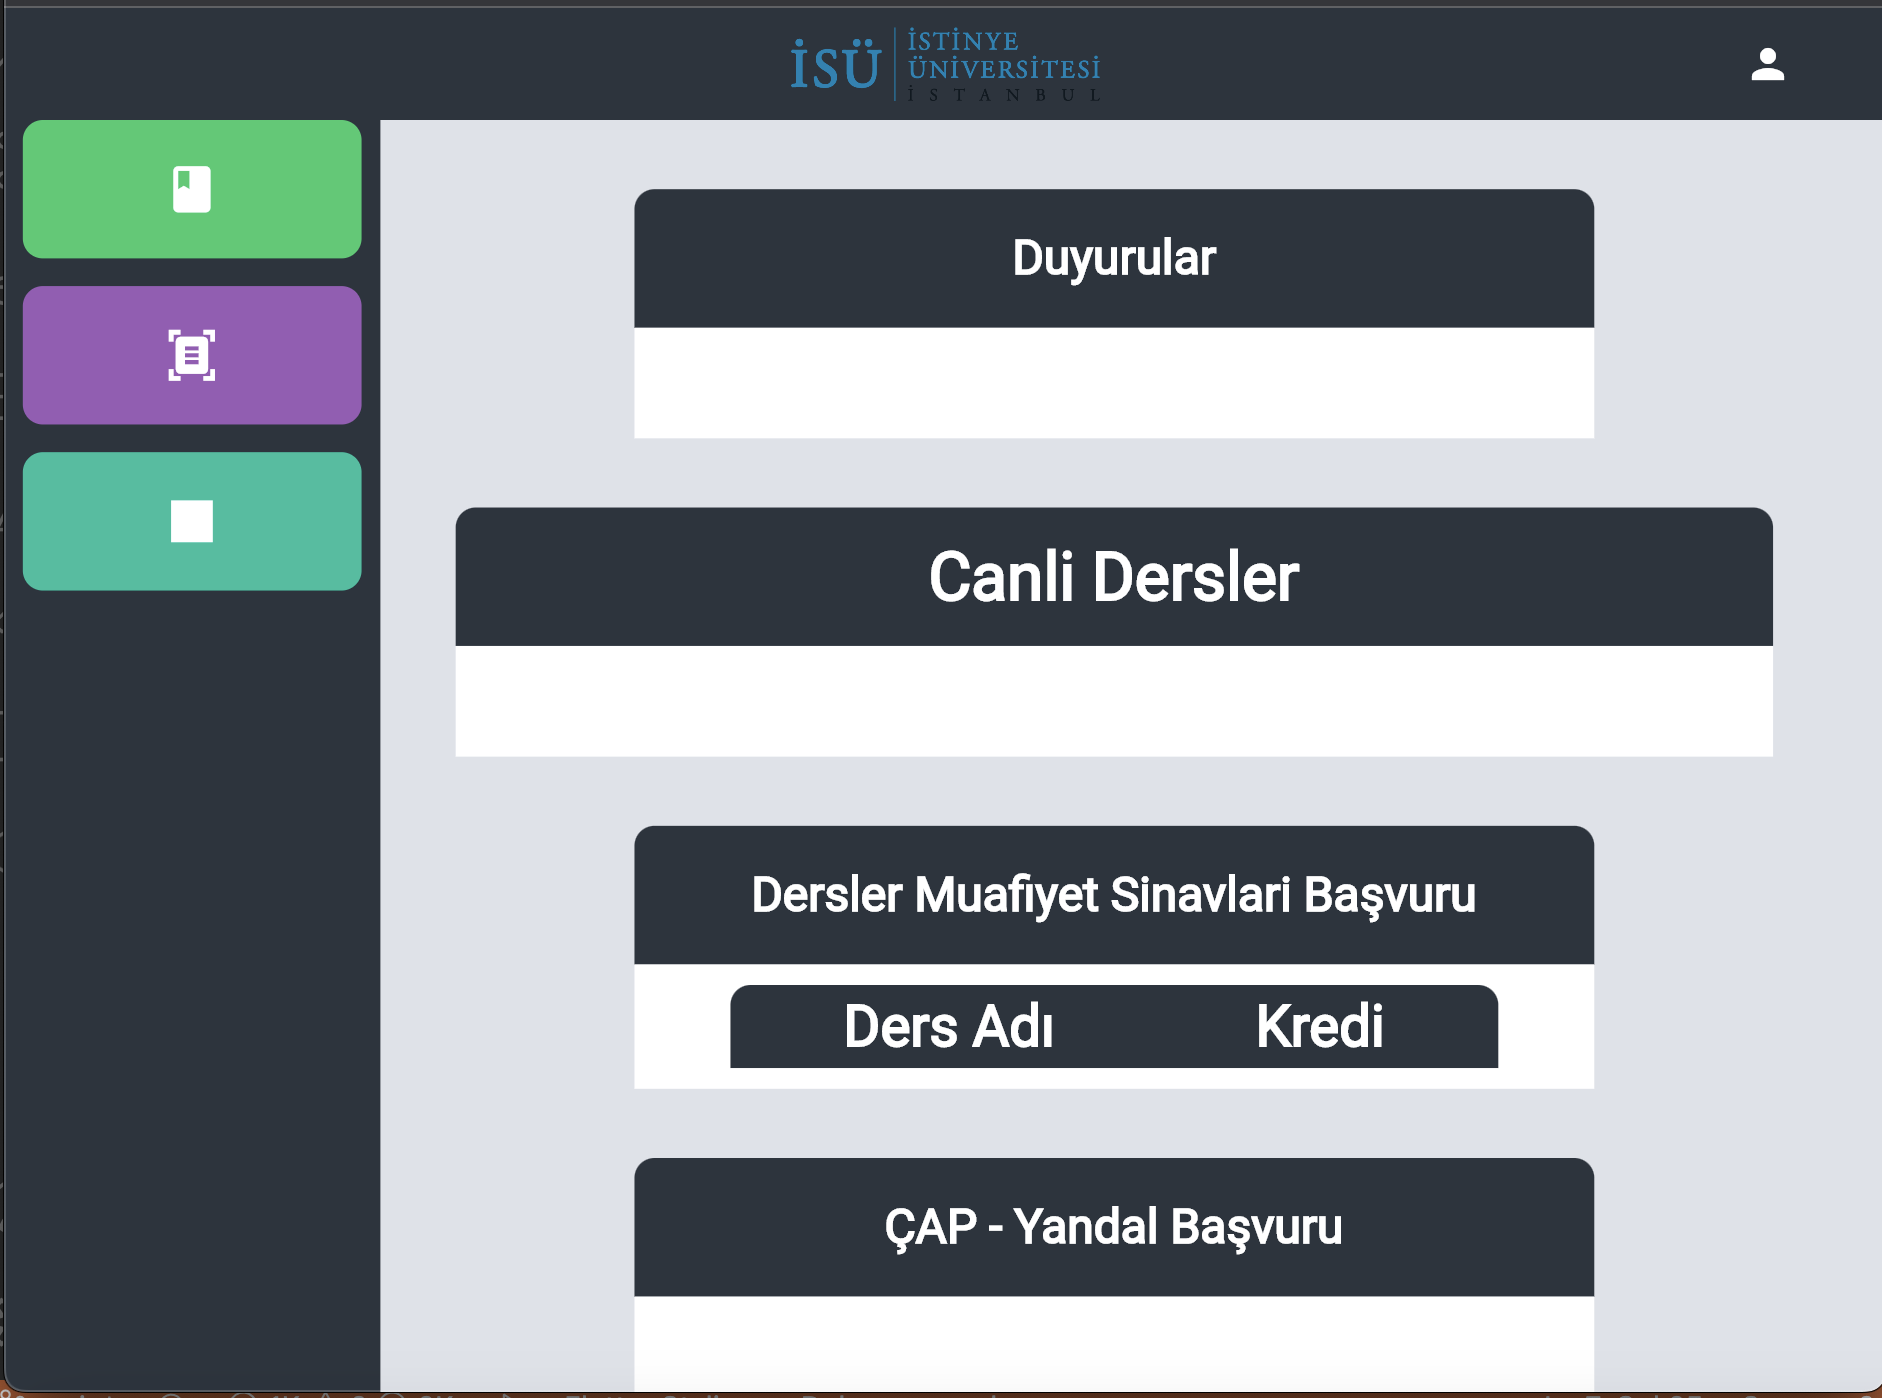 İSÜ
İSTİNYE
ÜNİVERSİTESİ
İSTANBUL
Duyurular
Canli Dersler
Dersler Muafiyet Sinavlari Başvuru
Ders Adı Kredi
ÇAP - Yandal Başvuru